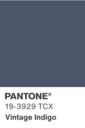 PANTONE®
19-3929 TCX
Vintage Indigo